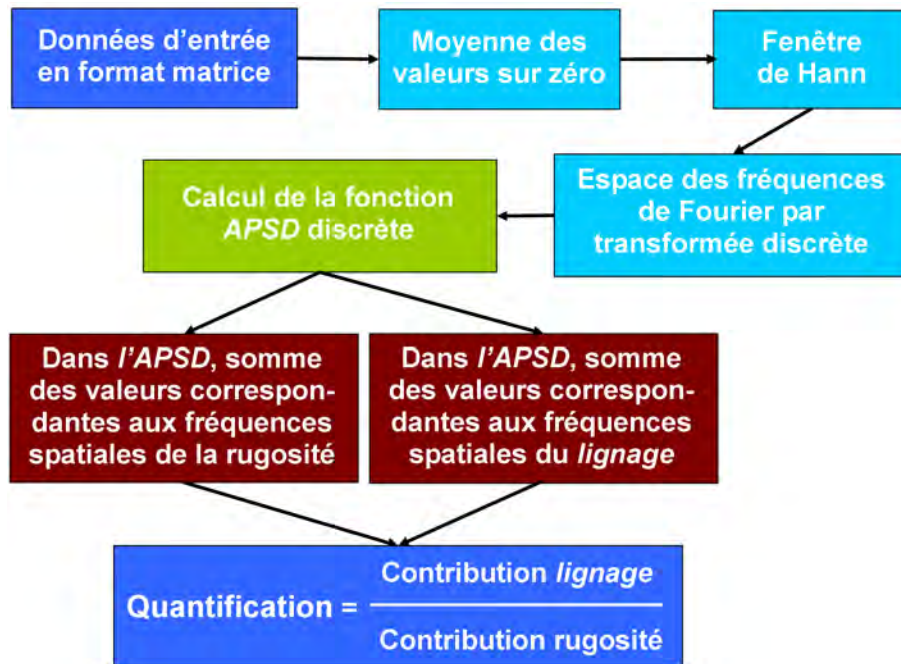 Données d'entrée
en format matrice
Moyenne des
valeurs sur zéro
Fenêtre
de Hann
Espace des fréquences
de Fourier par
transformée discrète
Calcul de la fonction
APSD discrète
Dans l'APSD, somme
des valeurs correspon-
dantes aux fréquences
spatiales de la rugosité
Dans l'APSD, somme
des valeurs correspon-
dantes aux fréquences
spatiales du lignage
Quantification =
Contribution lignage
Contribution rugosité